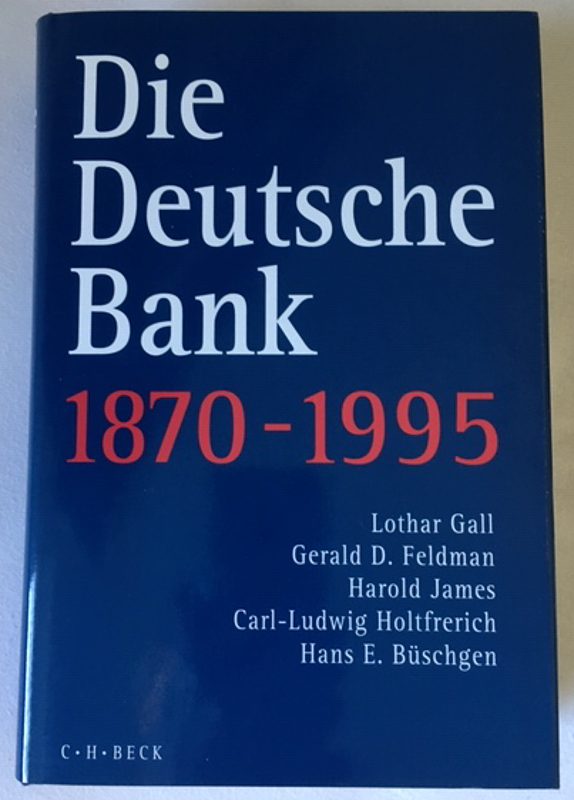 Die
Deutsche
Bank
1870-1995
Lothar Gall
Gerald D. Feldman
Harold James
Carl-Ludwig Holtfrerich
Hans E. Büschgen
C·H·BECK